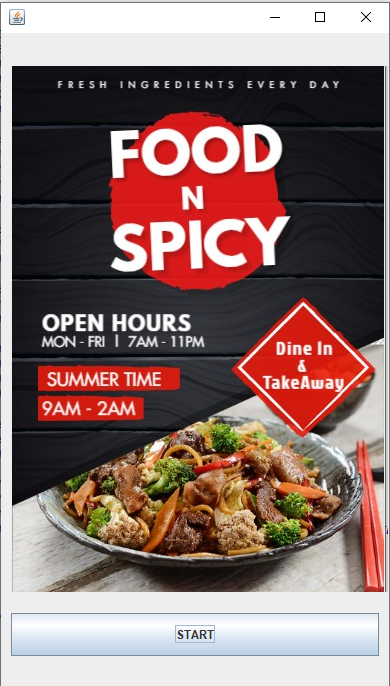 FRESH INGREDIENTS EVERY DAY
FOOD
N
SPICY
OPEN HOURS
MON - FRI | 7AM - 11PM
SUMMER TIME
9AM - 2AM
Dine In
&
TakeAway
START